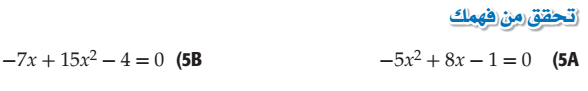 تحقق من فهمك
(5A −5x² + 8x − 1 = 0 (5B −7x + 15x² − 4 = 0